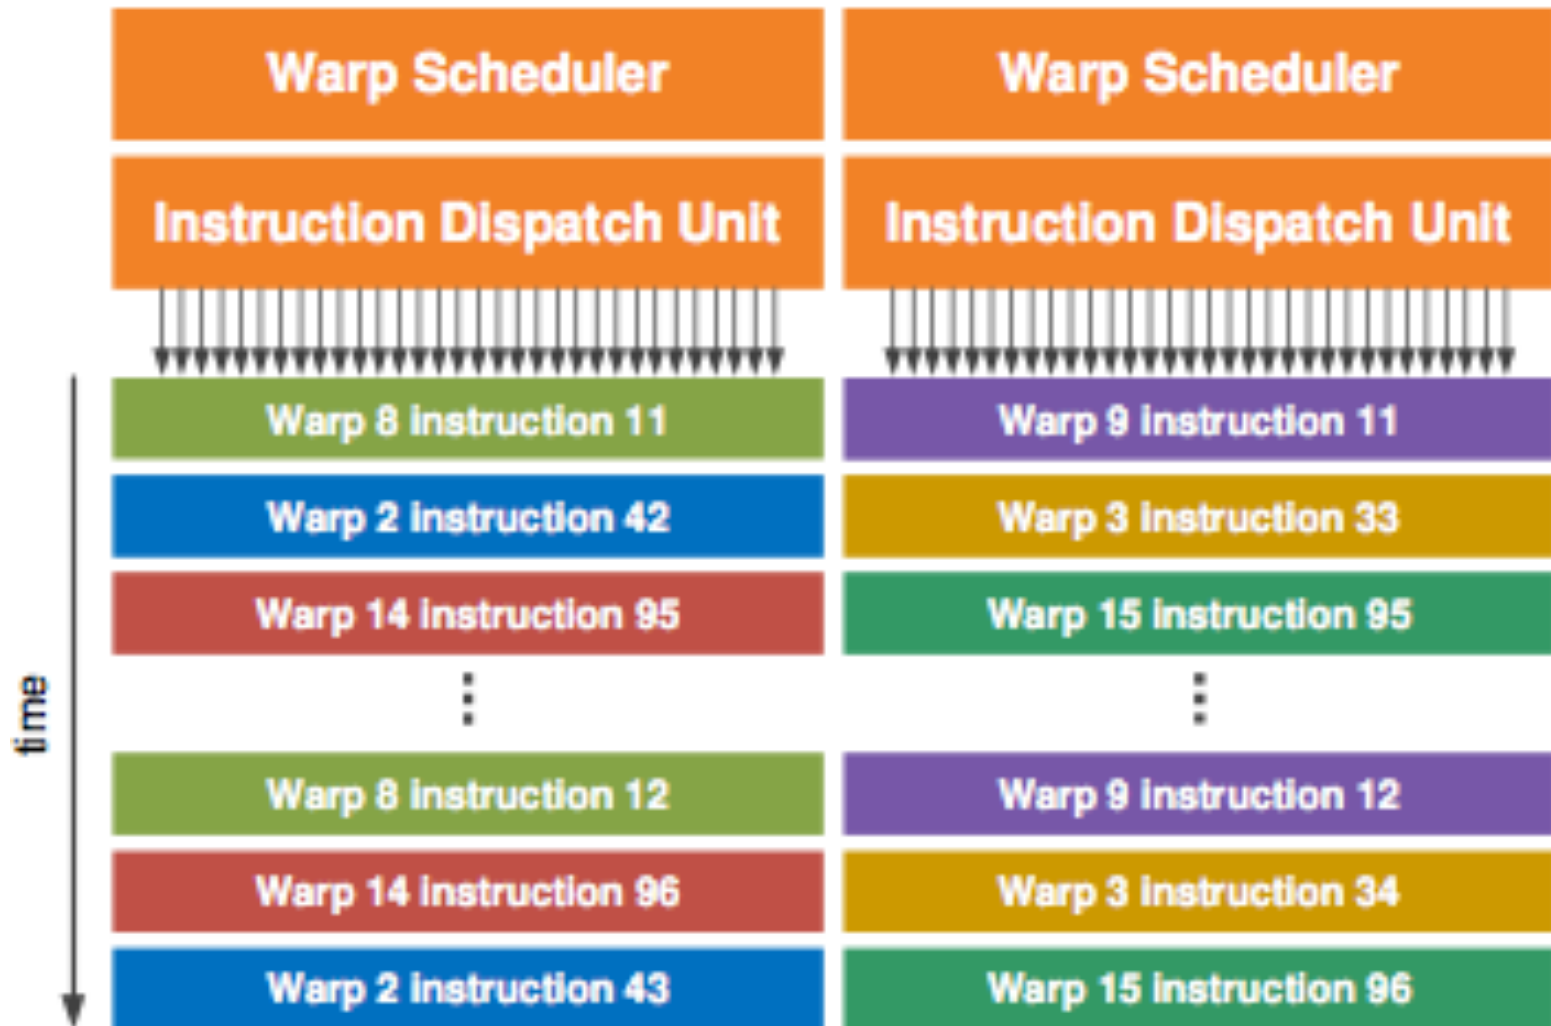 Warp Scheduler
Warp Scheduler
Instruction Dispatch Unit
Instruction Dispatch Unit
Warp 8 instruction 11
Warp 9 instruction 11
Warp 2 instruction 42
Warp 3 instruction 33
Warp 14 instruction 95
Warp 15 instruction 95
time
Warp 8 instruction 12
Warp 9 instruction 12
Warp 14 instruction 96
Warp 3 instruction 34
Warp 2 instruction 43
Warp 15 instruction 96